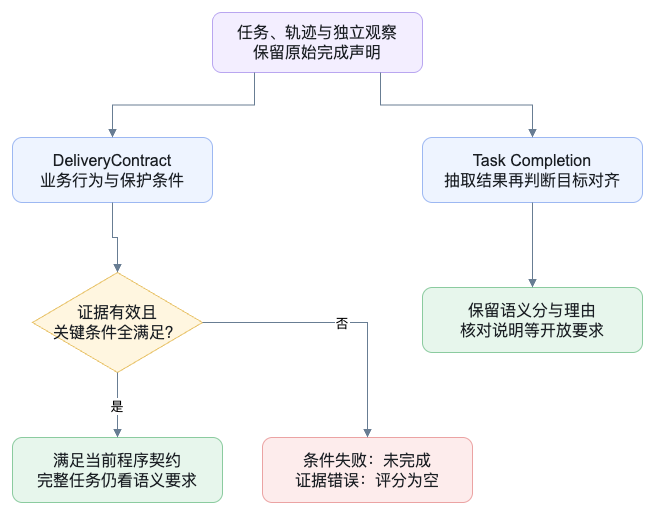 任务、轨迹与独立观察
保留原始完成声明
DeliveryContract
业务行为与保护条件
Task Completion
抽取结果再判断目标对齐
证据有效且
关键条件全满足?
否
保留语义分与理由
核对说明等开放要求
是
满足当前程序契约
完整任务仍看语义要求
条件失败：未完成
证据错误：评分为空